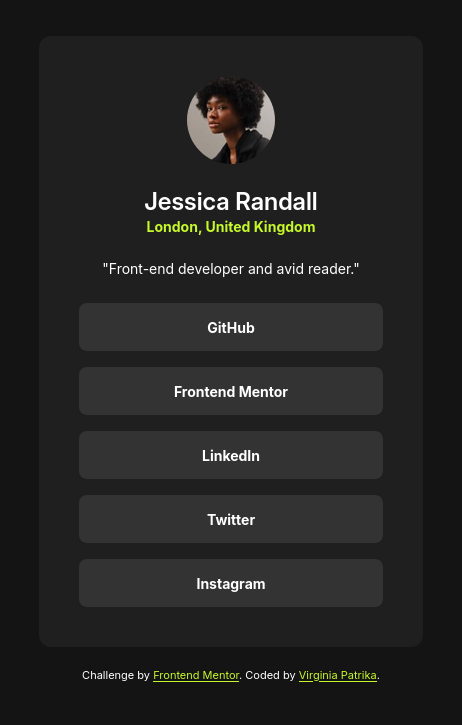 Jessica Randall
London, United Kingdom
"Front-end developer and avid reader."
GitHub
Frontend Mentor
LinkedIn
Twitter
Instagram
Challenge by Frontend Mentor. Coded by Virginia Patrika.